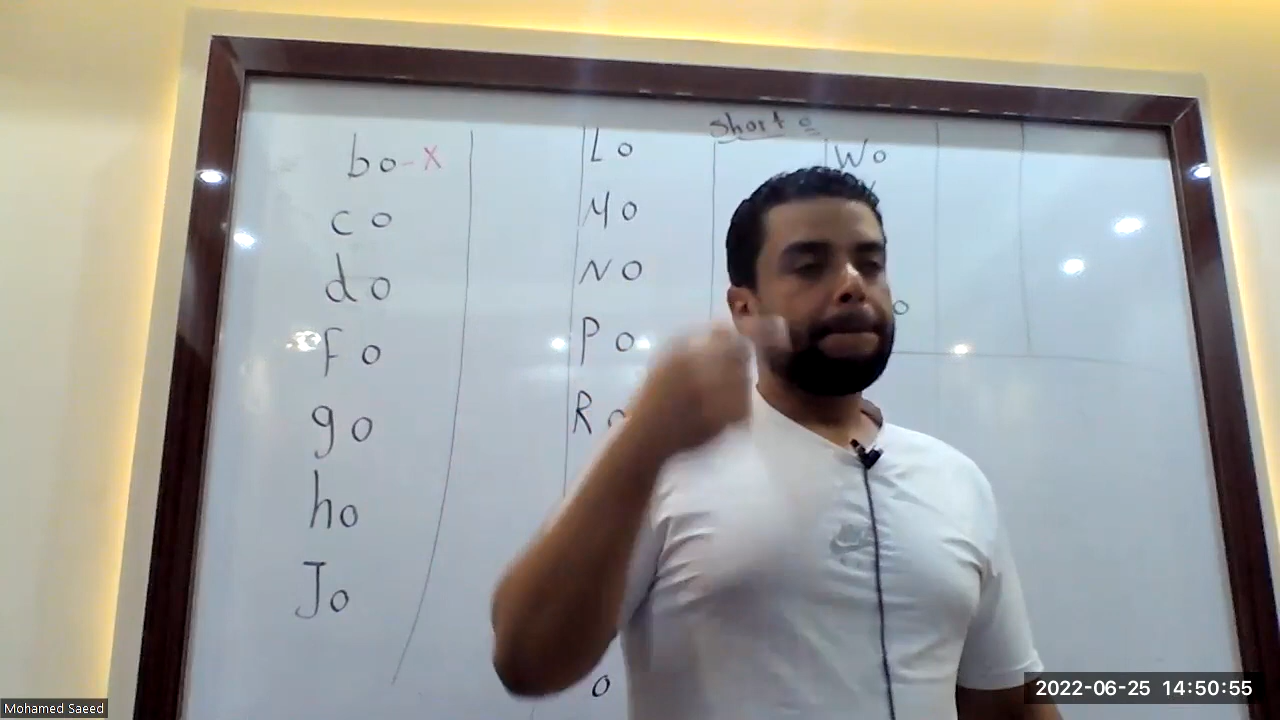 Short o
bo-x
co
do
fo
go
ho
Jo
Lo
Mo
No
Po
Ro
o
Wo
o
Mohamed Saeed
2022-06-25 14:50:55